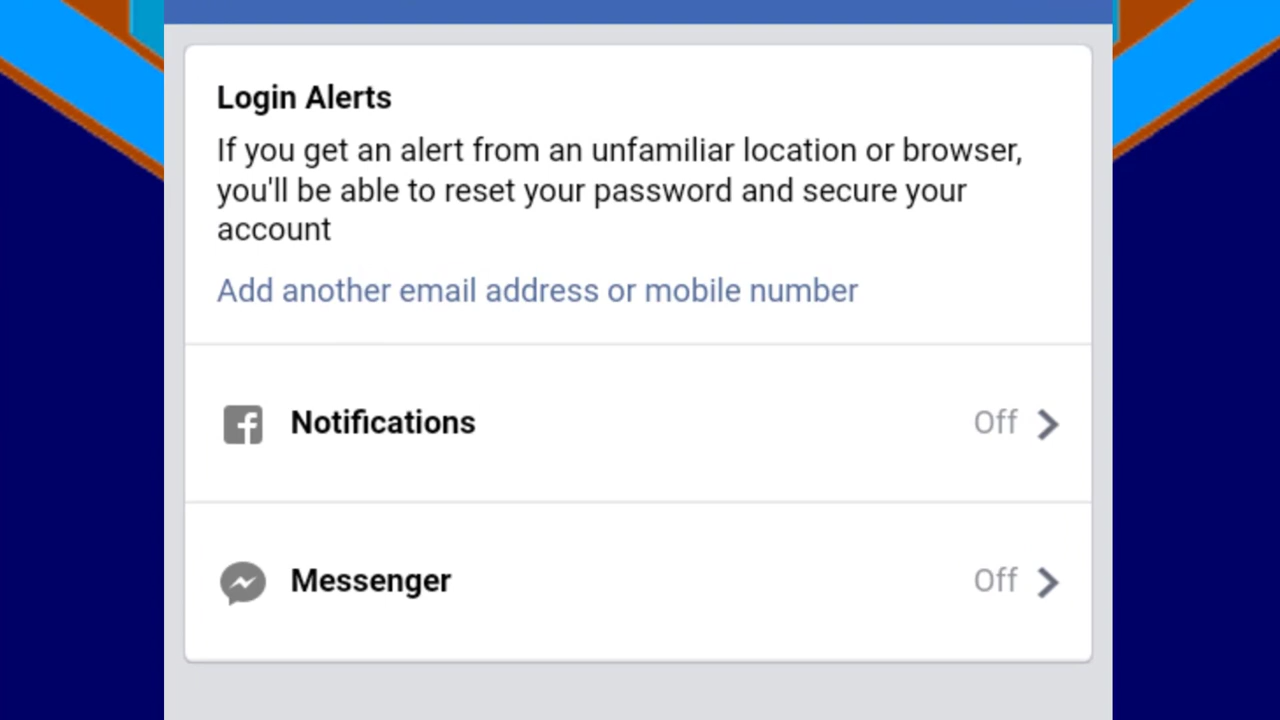 Login Alerts
If you get an alert from an unfamiliar location or browser,
you'll be able to reset your password and secure your
account
Add another email address or mobile number
Notifications Off
Messenger Off